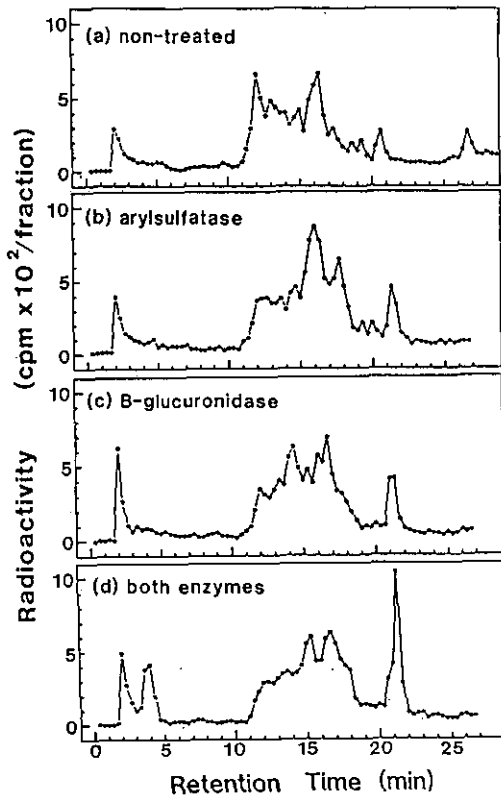 Radioactivity (cpm x 10²/fraction)
10
(a) non-treated
5
0
10
(b) arylsulfatase
5
0
10
(c) B-glucuronidase
5
0
10
(d) both enzymes
5
0
0 5 10 15 20 25
Retention Time (min)